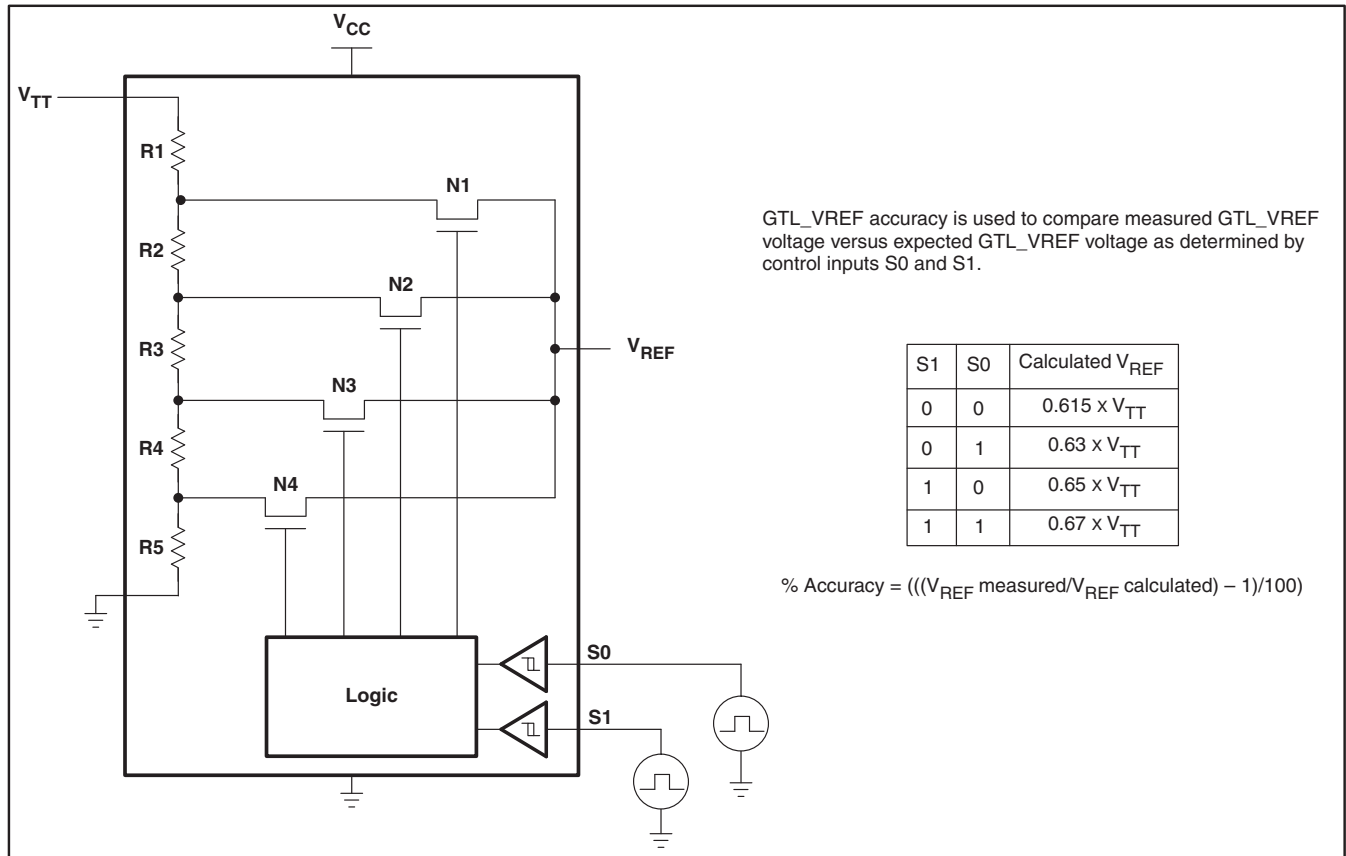 VCC
VTT
R1
N1
R2
N2
R3
VREF
N3
R4
N4
R5
S0
Logic
S1
GTL_VREF accuracy is used to compare measured GTL_VREF
voltage versus expected GTL_VREF voltage as determined by
control inputs S0 and S1.
S1 S0 Calculated VREF
0 0 0.615 x VTT
0 1 0.63 x VTT
1 0 0.65 x VTT
1 1 0.67 x VTT
% Accuracy = (((VREF measured/VREF calculated) – 1)/100)